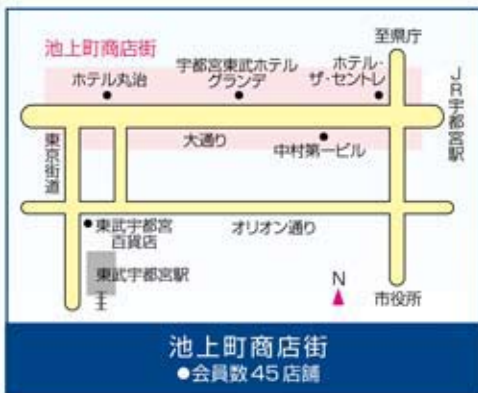 池上町商店街
至県庁
ホテル丸治
宇都宮東武ホテル
グランデ
ホテル・
ザ・セントレ
JR宇都宮駅
東京街道
大通り
中村第一ビル
●東武宇都宮
百貨店
オリオン通り
東武宇都宮駅
N
市役所
池上町商店街
●会員数45店舗